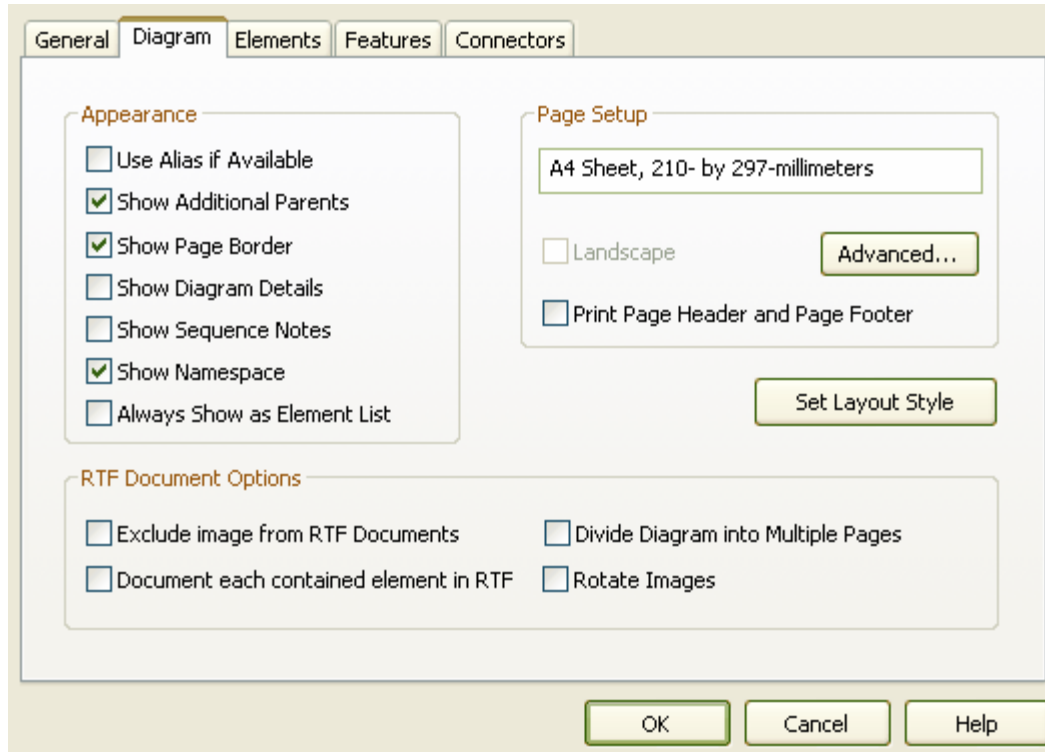 General Diagram Elements Features Connectors
Appearance
Use Alias if Available
Show Additional Parents
Show Page Border
Show Diagram Details
Show Sequence Notes
Show Namespace
Always Show as Element List
Page Setup
A4 Sheet, 210- by 297-millimeters
Landscape
Advanced...
Print Page Header and Page Footer
Set Layout Style
RTF Document Options
Exclude image from RTF Documents
Divide Diagram into Multiple Pages
Document each contained element in RTF
Rotate Images
OK Cancel Help